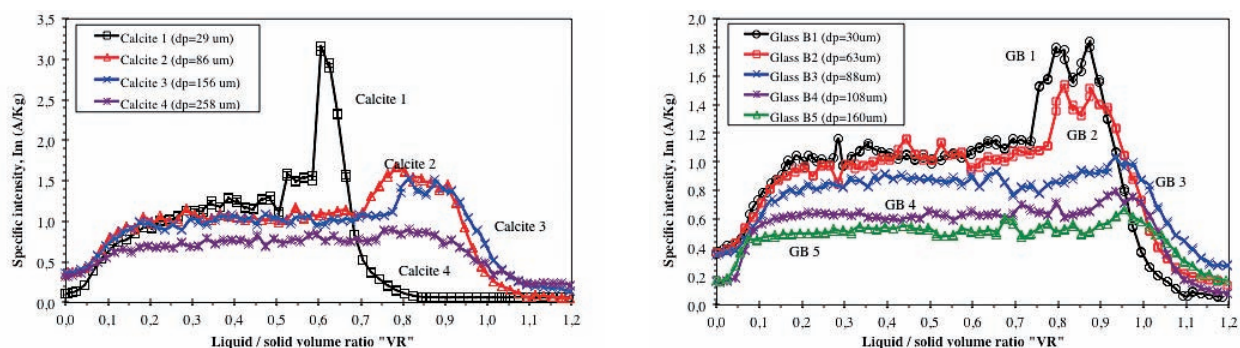 Specific intensity, Im (A/Kg)
3,5
3,0
2,5
2,0
1,5
1,0
0,5
0,0
Calcite 1 (dp=29 um)
Calcite 2 (dp=86 um)
Calcite 3 (dp=156 um)
Calcite 4 (dp=258 um)
Calcite 1
Calcite 2
Calcite 3
Calcite 4
0,0 0,1 0,2 0,3 0,4 0,5 0,6 0,7 0,8 0,9 1,0 1,1 1,2
Liquid / solid volume ratio "VR"
Specific intensity, Im (A/Kg)
2,0
1,8
1,6
1,4
1,2
1,0
0,8
0,6
0,4
0,2
0,0
Glass B1 (dp=30um)
Glass B2 (dp=63um)
Glass B3 (dp=88um)
Glass B4 (dp=108um)
Glass B5 (dp=160um)
GB 1
GB 2
GB 3
GB 4
GB 5
0,0 0,1 0,2 0,3 0,4 0,5 0,6 0,7 0,8 0,9 1,0 1,1 1,2
Liquid / solid volume ratio "VR"